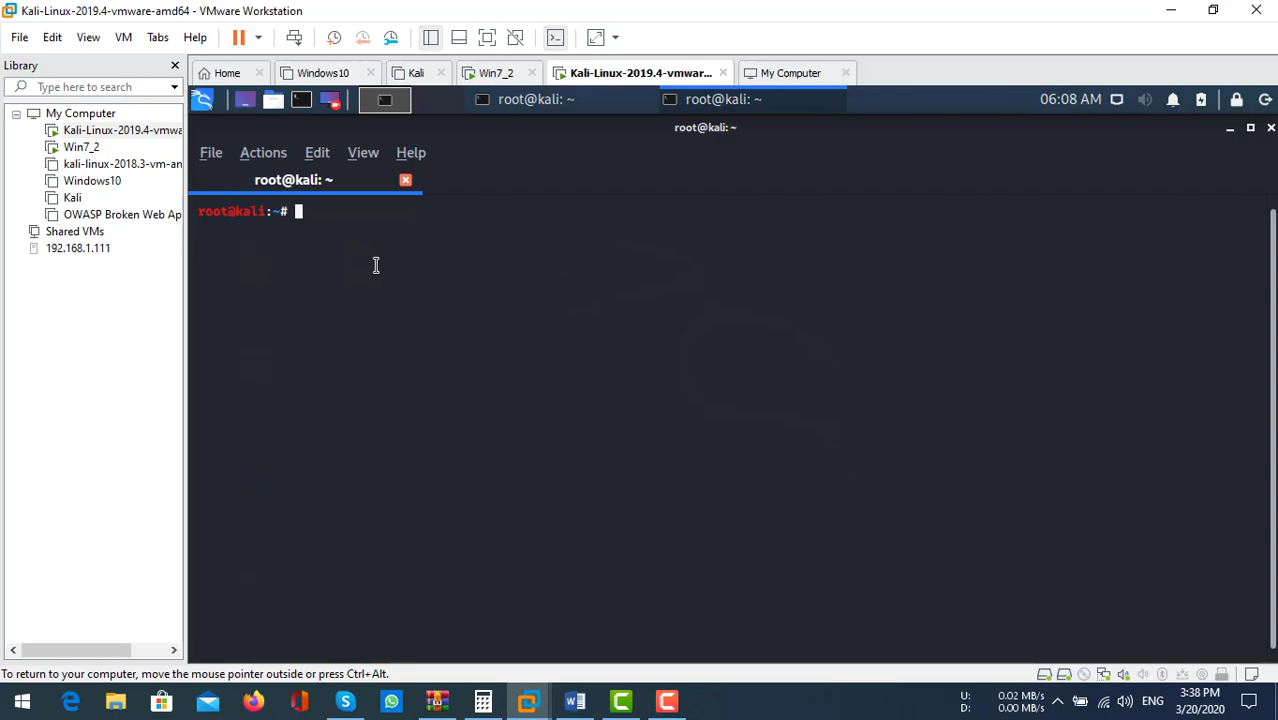 Kali-Linux-2019.4-vmware-amd64 - VMware Workstation
File Edit View VM Tabs Help
Library
Type here to search
My Computer
Kali-Linux-2019.4-vmwa
Win7_2
kali-linux-2018.3-vm-an
Windows10
Kali
OWASP Broken Web Ap
Shared VMs
192.168.1.111
Home Windows10 Kali Win7_2 Kali-Linux-2019.4-vmwar... My Computer
root@kali: ~ root@kali: ~ 06:08 AM
root@kali: ~
File Actions Edit View Help
root@kali: ~
root@kali:~#
To return to your computer, move the mouse pointer outside or press Ctrl+Alt.
U: 0.02 MB/s
D: 0.00 MB/s
ENG
3:38 PM
3/20/2020